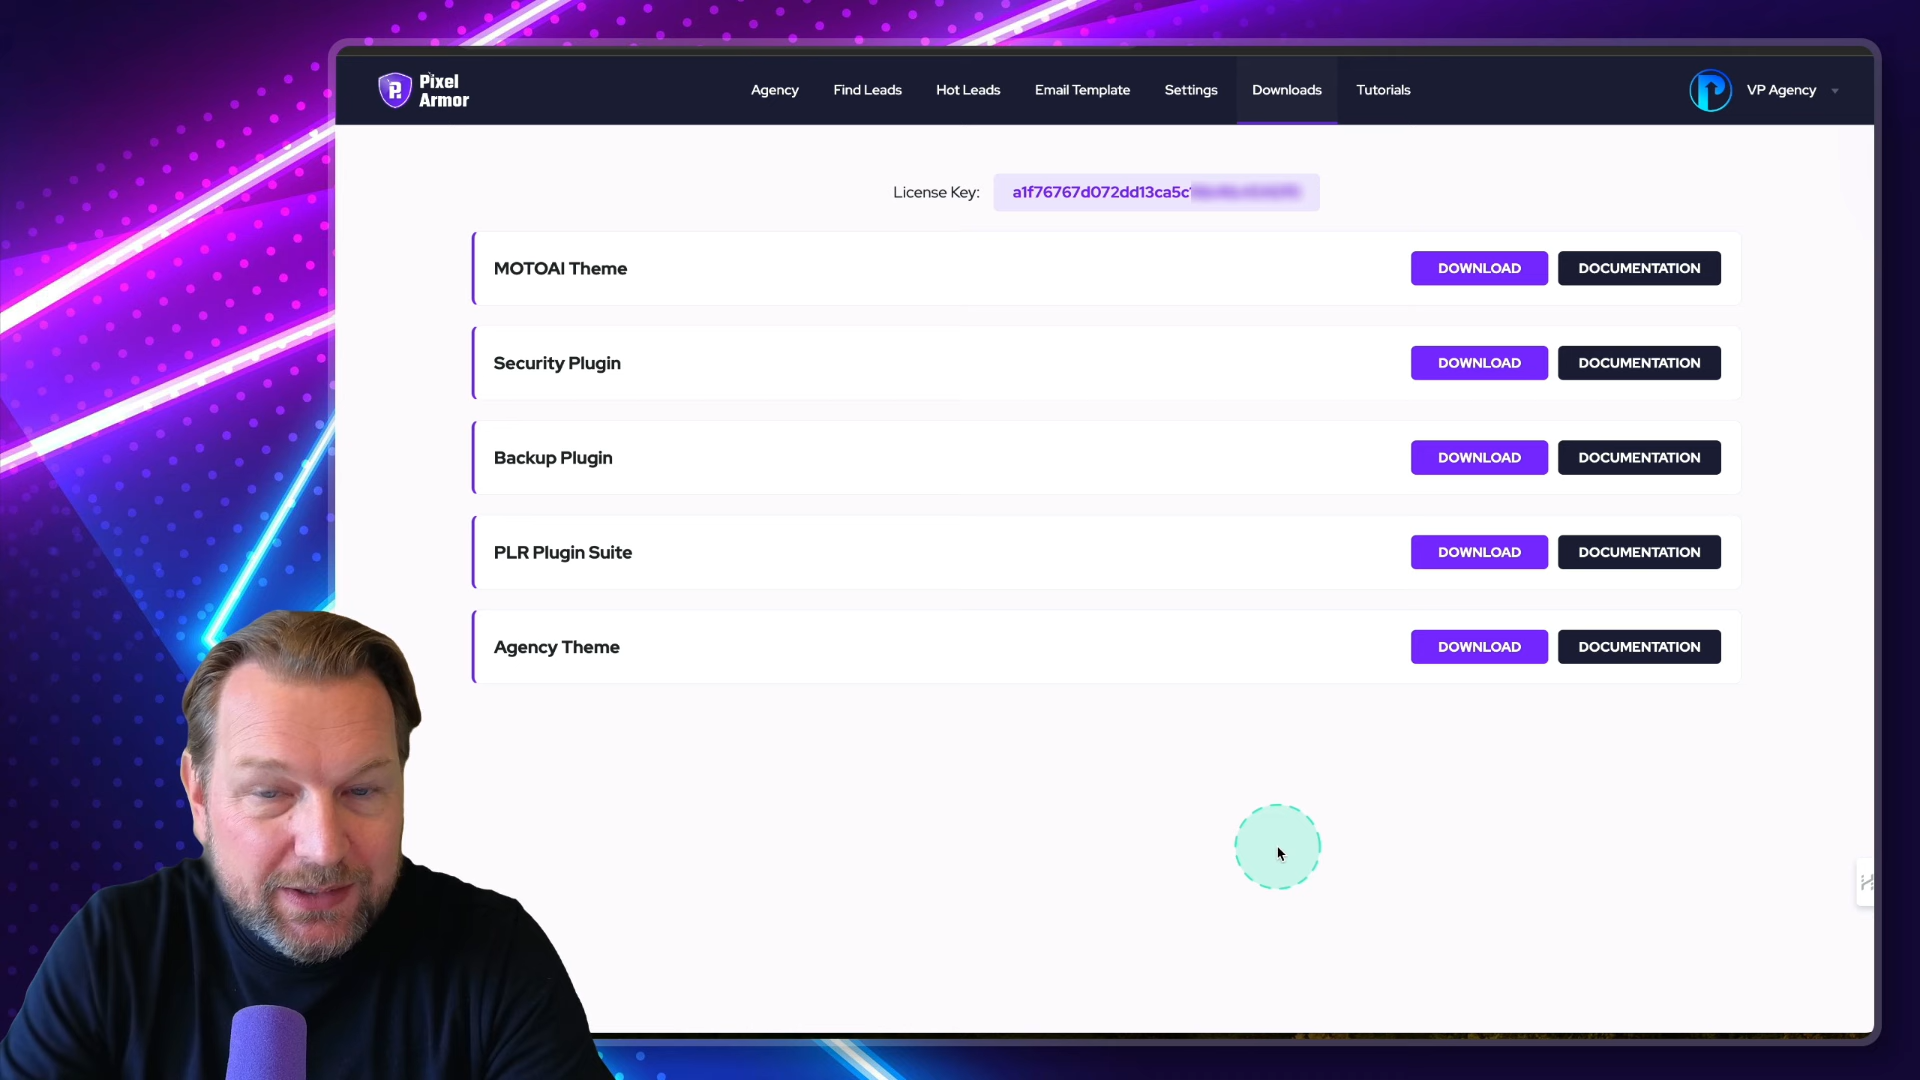 Pixel
Armor
Agency Find Leads Hot Leads Email Template Settings Downloads Tutorials
VP Agency
License Key: a1f76767d072dd13ca5c
MOTOAI Theme DOWNLOAD DOCUMENTATION
Security Plugin DOWNLOAD DOCUMENTATION
Backup Plugin DOWNLOAD DOCUMENTATION
PLR Plugin Suite DOWNLOAD DOCUMENTATION
Agency Theme DOWNLOAD DOCUMENTATION